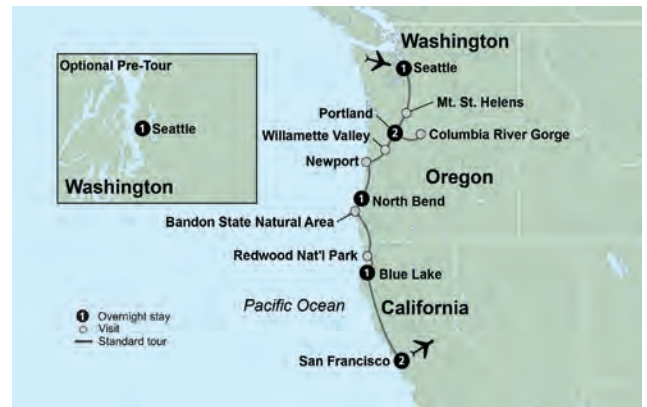 Optional Pre-Tour
1 Seattle
Washington
Washington
1 Seattle
Mt. St. Helens
Portland
2
Columbia River Gorge
Willamette Valley
Newport
Oregon
1 North Bend
Bandon State Natural Area
Redwood Nat'l Park
1 Blue Lake
Pacific Ocean
California
1 Overnight stay
Visit
Standard tour
San Francisco 2